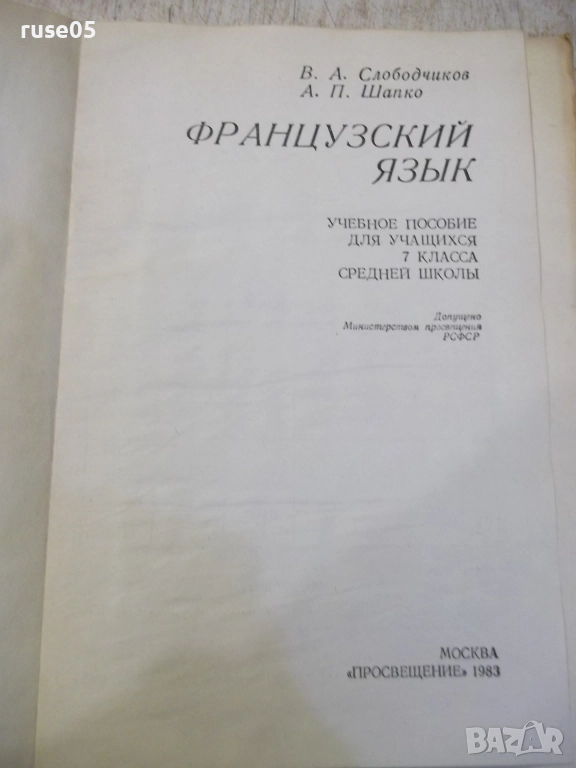 ruse05
В. А. Слободчиков
А. П. Шапко
ФРАНЦУЗСКИЙ
ЯЗЫК
УЧЕБНОЕ ПОСОБИЕ
ДЛЯ УЧАЩИХСЯ
7 КЛАССА
СРЕДНЕЙ ШКОЛЫ
Допущено
Министерством просвещения
РСФСР
МОСКВА
«ПРОСВЕЩЕНИЕ» 1983
BAZAR